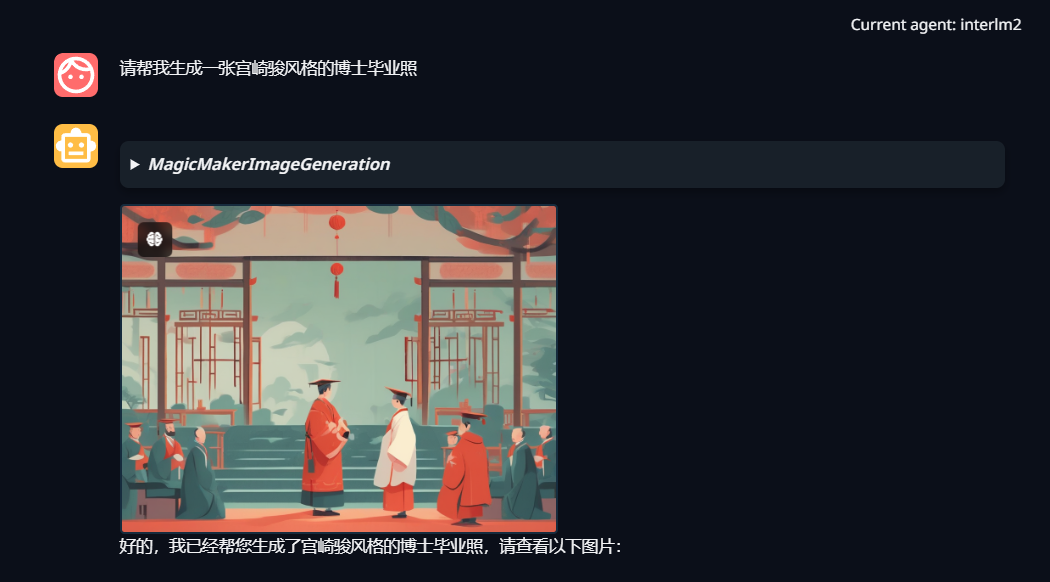 Current agent: interlm2
请帮我生成一张宫崎骏风格的博士毕业照
▶ MagicMakerImageGeneration
好的，我已经帮您生成了宫崎骏风格的博士毕业照，请查看以下图片：